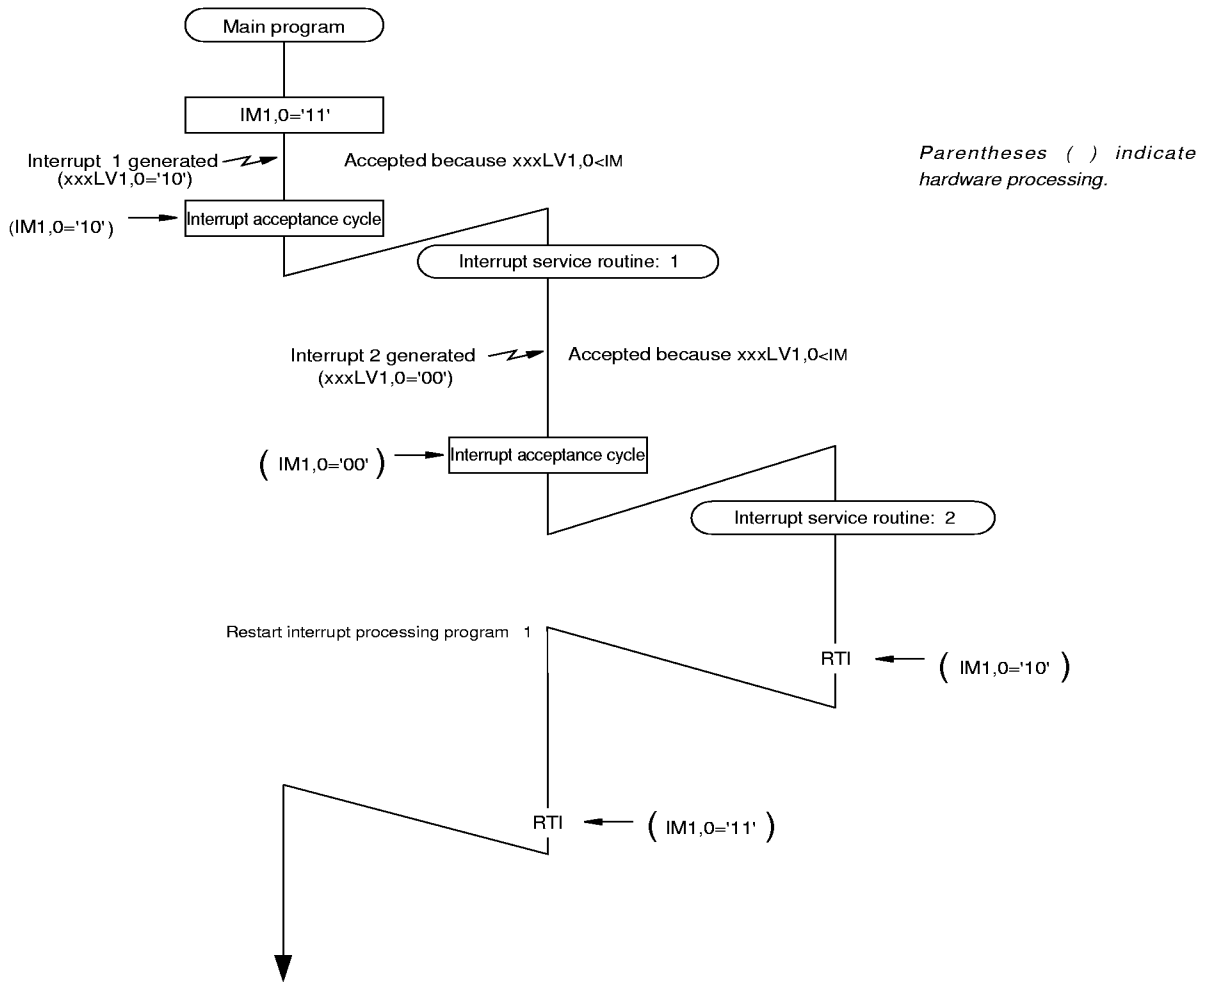 Main program
IM1,0='11'
Interrupt 1 generated
(xxxLV1,0='10')
Accepted because xxxLV1,0<IM
Parentheses ( ) indicate
hardware processing.
(IM1,0='10')
Interrupt acceptance cycle
Interrupt service routine: 1
Interrupt 2 generated
(xxxLV1,0='00')
Accepted because xxxLV1,0<IM
( IM1,0='00' )
Interrupt acceptance cycle
Interrupt service routine: 2
Restart interrupt processing program 1
RTI
( IM1,0='10' )
RTI
( IM1,0='11' )